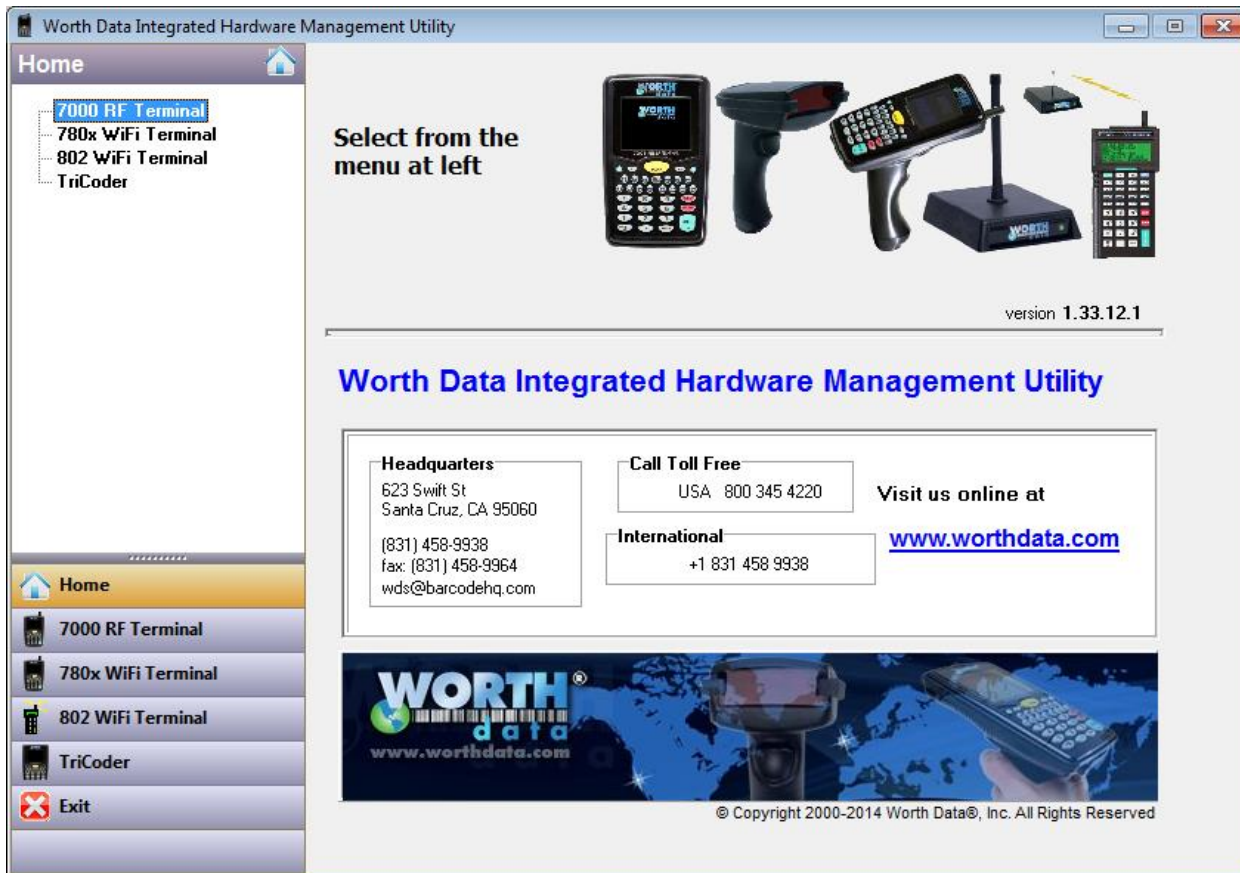 Worth Data Integrated Hardware Management Utility
Home
7000 RF Terminal
780x WiFi Terminal
802 WiFi Terminal
TriCoder
Home
7000 RF Terminal
780x WiFi Terminal
802 WiFi Terminal
TriCoder
Exit
Select from the
menu at left
WORTH
data
WORTH
data
WORTH
version 1.33.12.1
Worth Data Integrated Hardware Management Utility
Headquarters
623 Swift St
Santa Cruz, CA 95060
(831) 458-9938
fax: (831) 458-9964
wds@barcodehq.com
Call Toll Free
USA 800 345 4220
International
+1 831 458 9938
Visit us online at
www.worthdata.com
WORTH®
data
www.worthdata.com
© Copyright 2000-2014 Worth Data®, Inc. All Rights Reserved